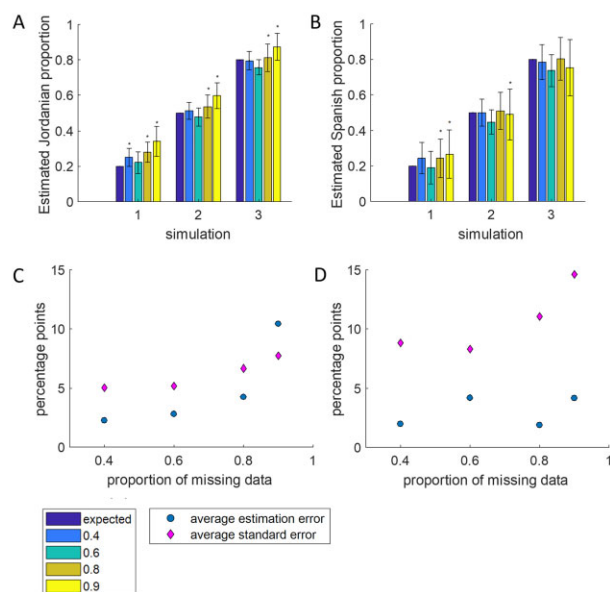 A
Estimated Jordanian proportion
1
0.8
0.6
0.4
0.2
0
* * * * * * * *
1 2 3
simulation
B
Estimated Spanish proportion
1
0.8
0.6
0.4
0.2
0
* * *
1 2 3
simulation
C
percentage points
15
10
5
0
0.4 0.6 0.8 1
proportion of missing data
D
percentage points
15
10
5
0
0.4 0.6 0.8 1
proportion of missing data
expected
0.4
0.6
0.8
0.9
average estimation error
average standard error